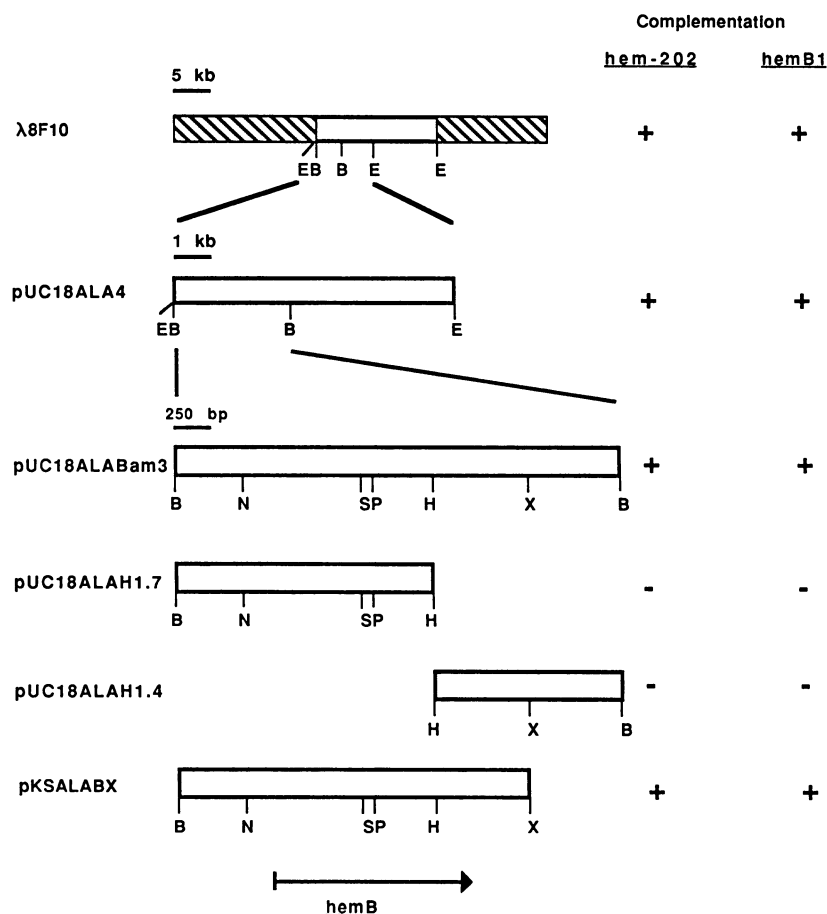 Complementation
hem-202 hemB1
5 kb
λ8F10 + +
EB B E E
1 kb
pUC18ALA4 + +
EB B E
250 bp
pUC18ALABam3 + +
B N SP H X B
pUC18ALAH1.7 - -
B N SP H
pUC18ALAH1.4 - -
H X B
pKSALABX + +
B N SP H X
hemB